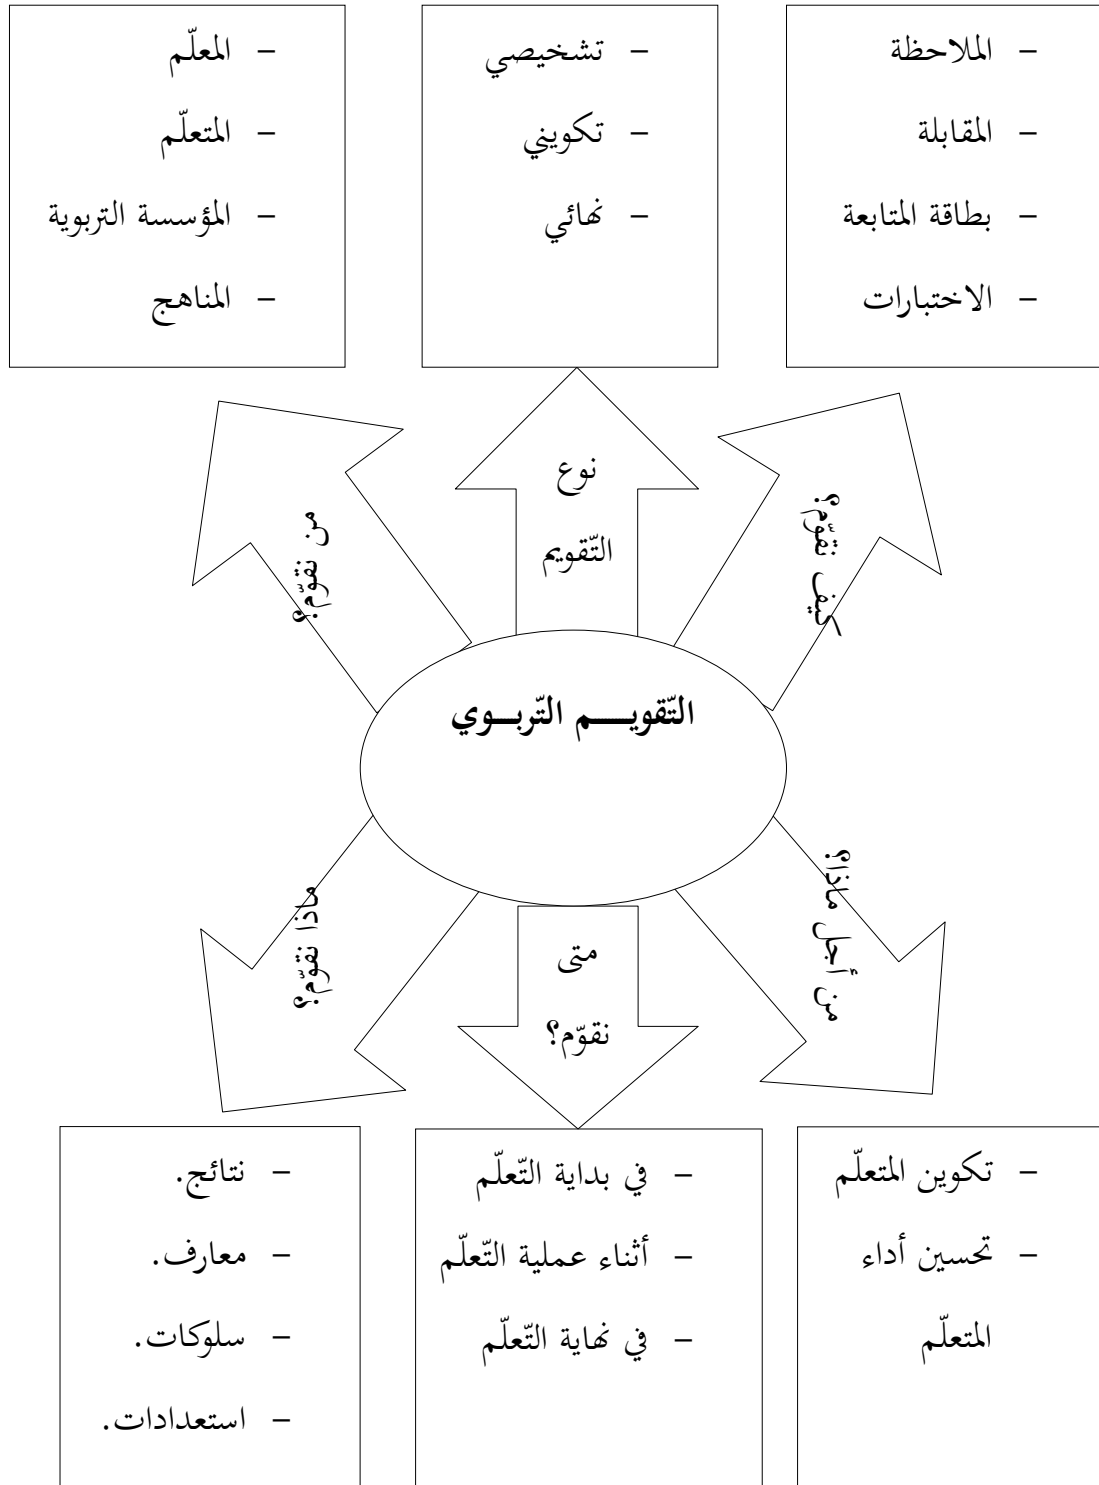 – الملاحظة
– المقابلة
– بطاقة المتابعة
– الاختبارات
– تشخيصي
– تكويني
– نهائي
– المعلّم
– المتعلّم
– المؤسسة التربوية
– المناهج
كيف نقوّم؟
نوع
التّقويم
من نقوّم؟
التّقويــــم التّربــوي
من أجل ماذا؟
متى
نقوّم؟
ماذا نقوّم؟
– تكوين المتعلّم
– تحسين أداء
المتعلّم
– في بداية التّعلّم
– أثناء عملية التّعلّم
– في نهاية التّعلّم
– نتائج.
– معارف.
– سلوكات.
– استعدادات.